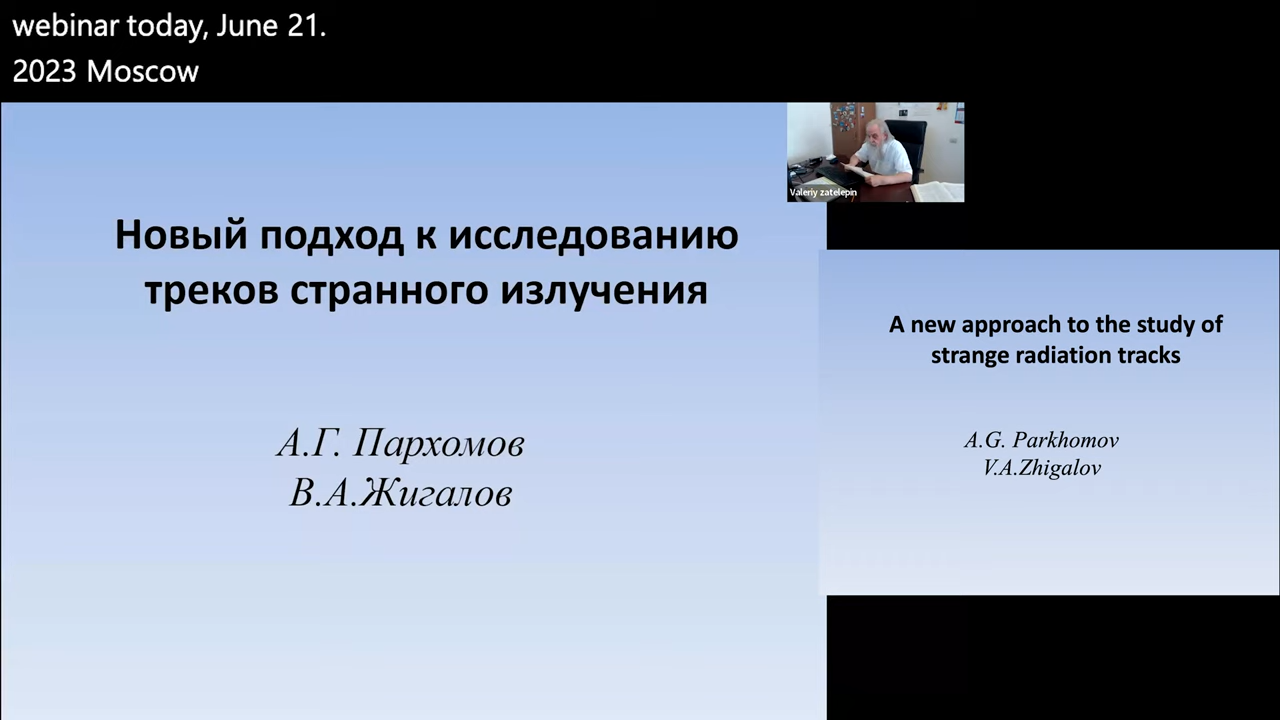 webinar today, June 21.
2023 Moscow
Valeriy zatelepin
Новый подход к исследованию
треков странного излучения
А.Г. Пархомов
В.А.Жигалов
A new approach to the study of
strange radiation tracks
A.G. Parkhomov
V.A.Zhigalov